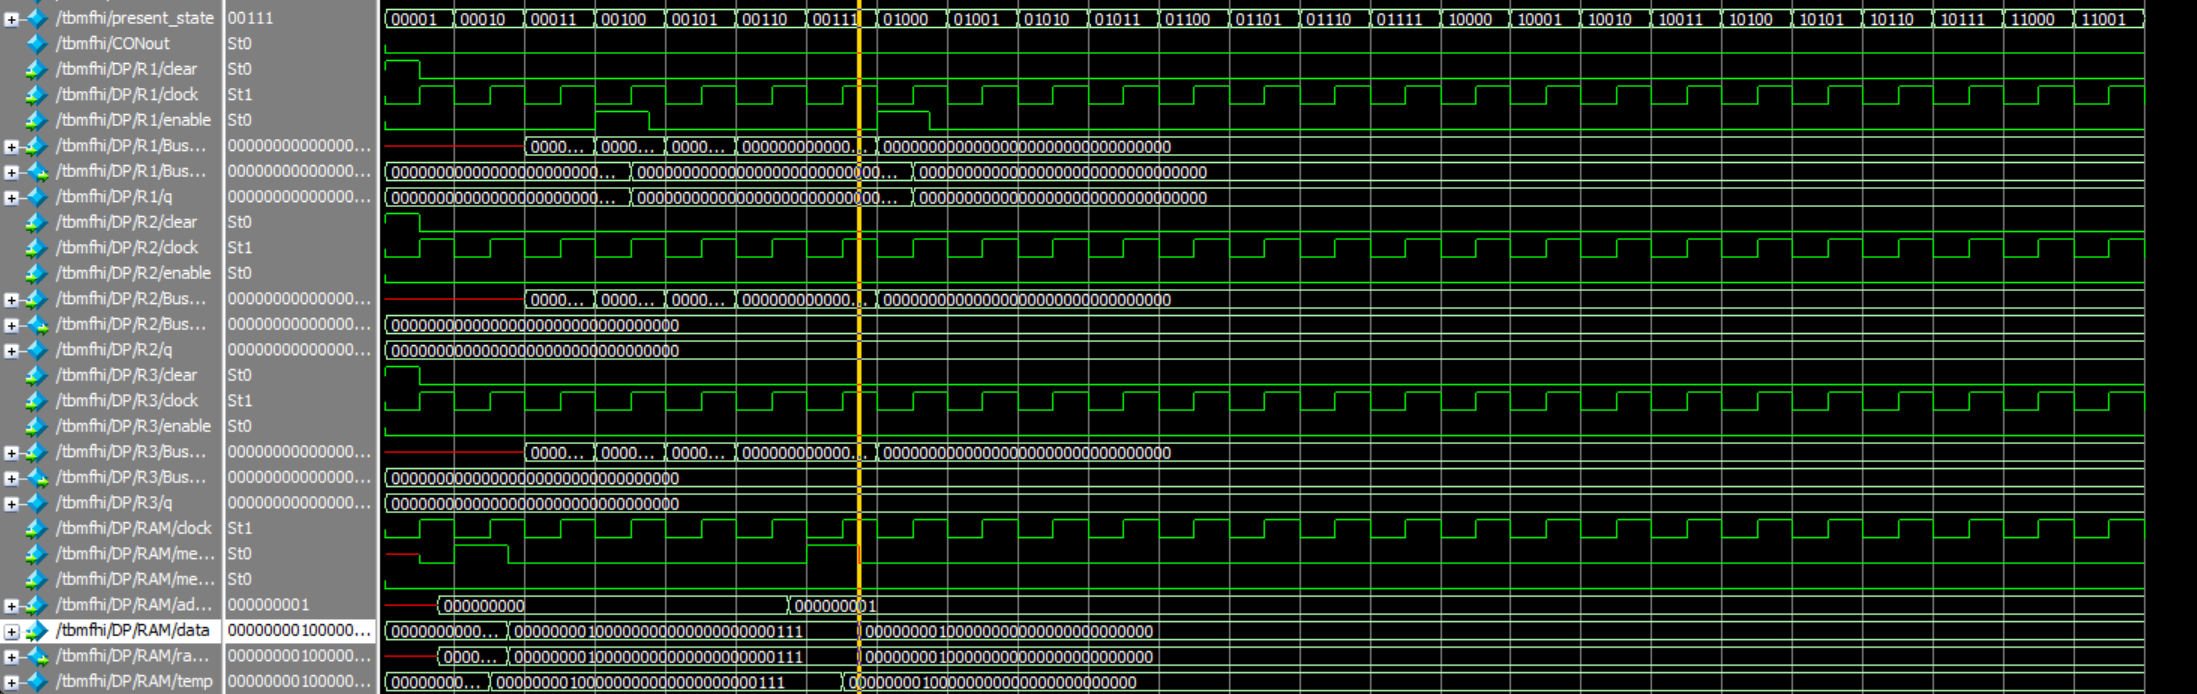 /tbmfhi/present_state 00111 00001 00010 00011 00100 00101 00110 00111 01000 01001 01010 01011 01100 01101 01110 01111 10000 10001 10010 10011 10100 10101 10110 10111 11000 11001
/tbmfhi/CONout St0
/tbmfhi/DP/R1/clear St0
/tbmfhi/DP/R1/clock St1
/tbmfhi/DP/R1/enable St0
/tbmfhi/DP/R1/Bus... 00000000000000... 0000... 0000... 0000... 000000000000... 00000000000000000000000000000000
/tbmfhi/DP/R1/Bus... 00000000000000... 00000000000000000000000000... 00000000000000000000000000... 00000000000000000000000000000000
/tbmfhi/DP/R1/q 00000000000000... 00000000000000000000000000... 00000000000000000000000000... 00000000000000000000000000000000
/tbmfhi/DP/R2/clear St0
/tbmfhi/DP/R2/clock St1
/tbmfhi/DP/R2/enable St0
/tbmfhi/DP/R2/Bus... 00000000000000... 0000... 0000... 0000... 000000000000... 00000000000000000000000000000000
/tbmfhi/DP/R2/Bus... 00000000000000... 00000000000000000000000000000000
/tbmfhi/DP/R2/q 00000000000000... 00000000000000000000000000000000
/tbmfhi/DP/R3/clear St0
/tbmfhi/DP/R3/clock St1
/tbmfhi/DP/R3/enable St0
/tbmfhi/DP/R3/Bus... 00000000000000... 0000... 0000... 0000... 000000000000... 00000000000000000000000000000000
/tbmfhi/DP/R3/Bus... 00000000000000... 00000000000000000000000000000000
/tbmfhi/DP/R3/q 00000000000000... 00000000000000000000000000000000
/tbmfhi/DP/RAM/clock St1
/tbmfhi/DP/RAM/me... St0
/tbmfhi/DP/RAM/me... St0
/tbmfhi/DP/RAM/ad... 000000001 000000000 000000001
/tbmfhi/DP/RAM/data 00000000100000... 0000000000... 00000000100000000000000000000111 00000000100000000000000000000000
/tbmfhi/DP/RAM/ra... 00000000100000... 0000... 00000000100000000000000000000111 00000000100000000000000000000000
/tbmfhi/DP/RAM/temp 00000000100000... 00000000... 00000000100000000000000000000111 00000000100000000000000000000000